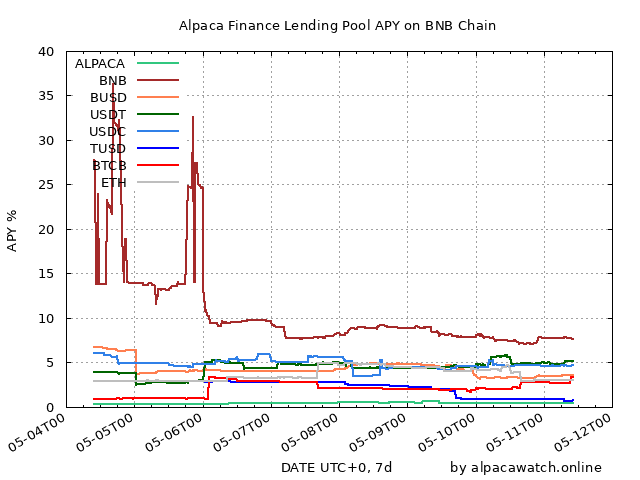 Alpaca Finance Lending Pool APY on BNB Chain
40
35
30
25
20
15
10
5
0
APY %
ALPACA
BNB
BUSD
USDT
USDC
TUSD
BTCB
ETH
05-04T00
05-05T00
05-06T00
05-07T00
05-08T00
05-09T00
05-10T00
05-11T00
05-12T00
DATE UTC+0, 7d by alpacawatch.online